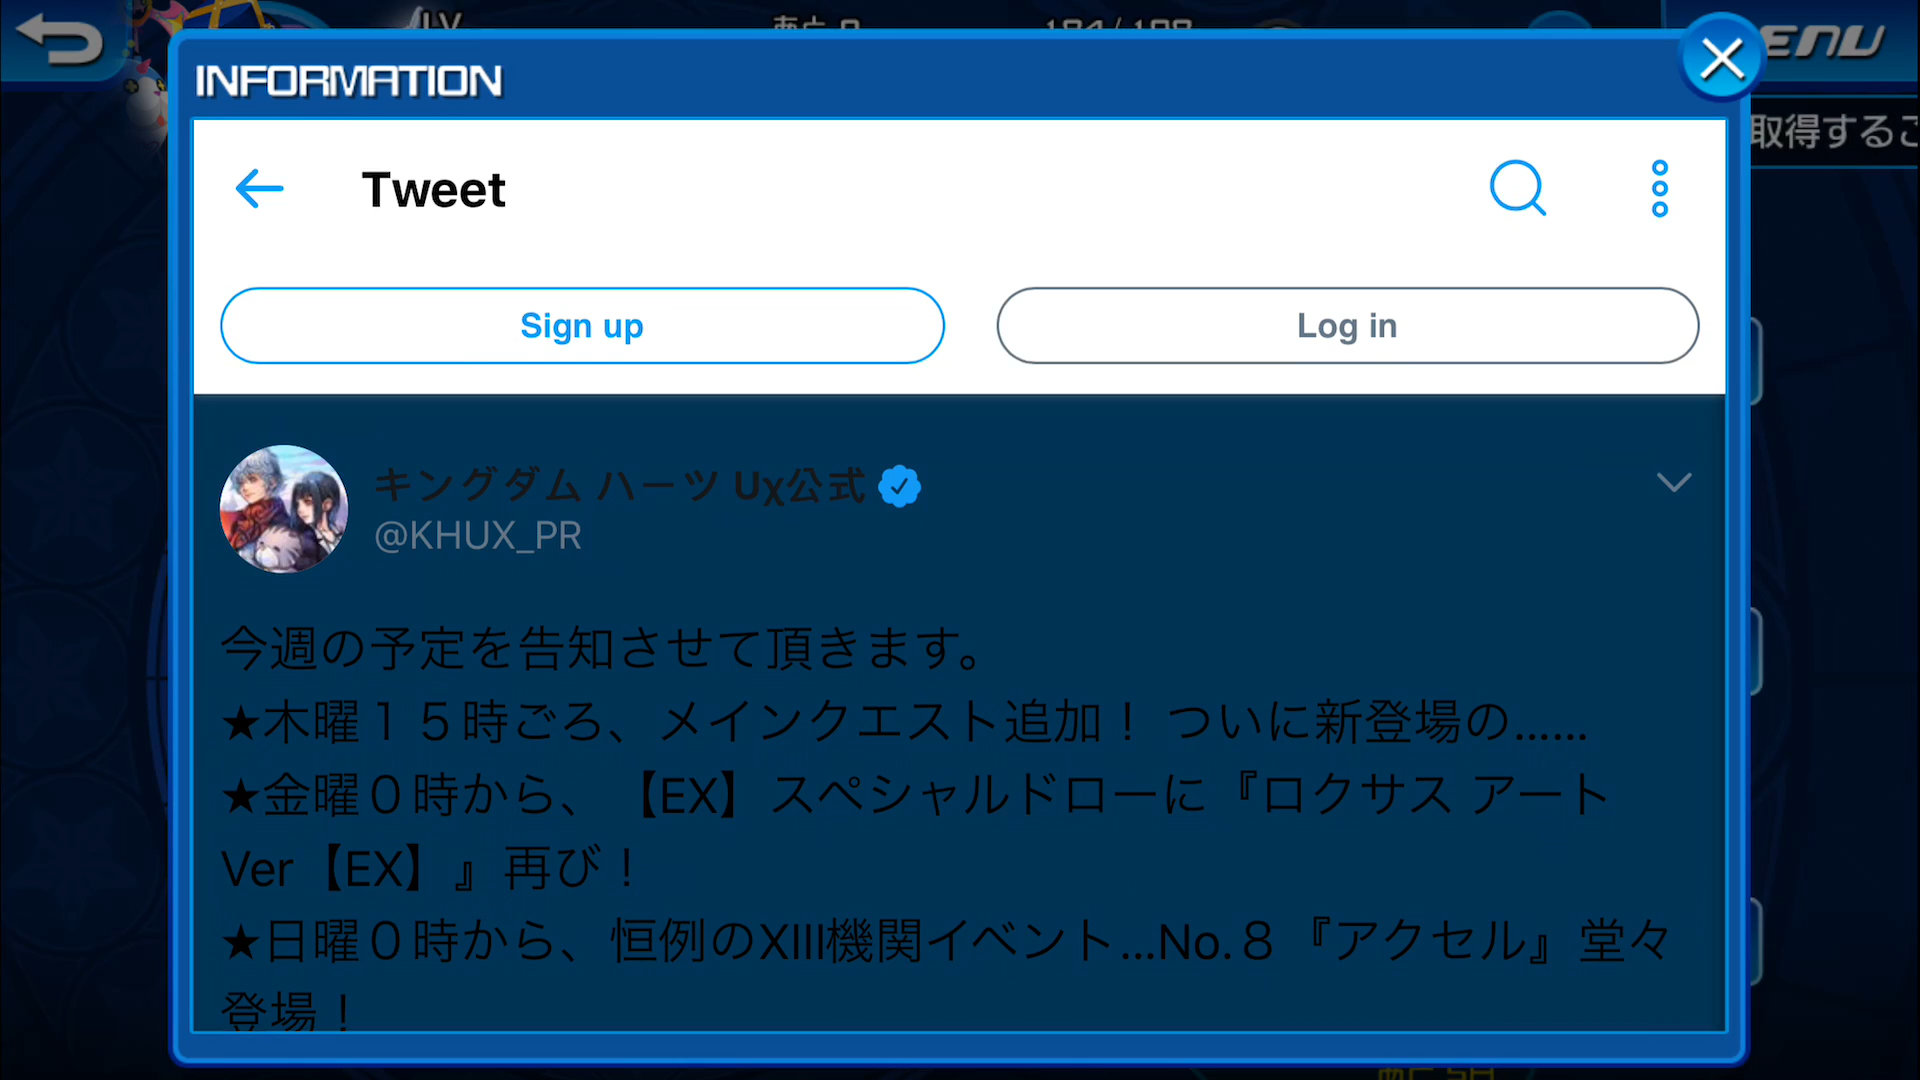 LV
184/198
ENU
INFORMATION
取得するこ
Tweet
Sign up
Log in
キングダム ハーツ Uχ公式
@KHUX_PR
今週の予定を告知させて頂きます。
★木曜１５時ごろ、メインクエスト追加！ ついに新登場の......
★金曜０時から、【EX】スペシャルドローに『ロクサス アート
Ver【EX】』再び！
★日曜０時から、恒例のXIII機関イベント...No.８『アクセル』堂々
登場！